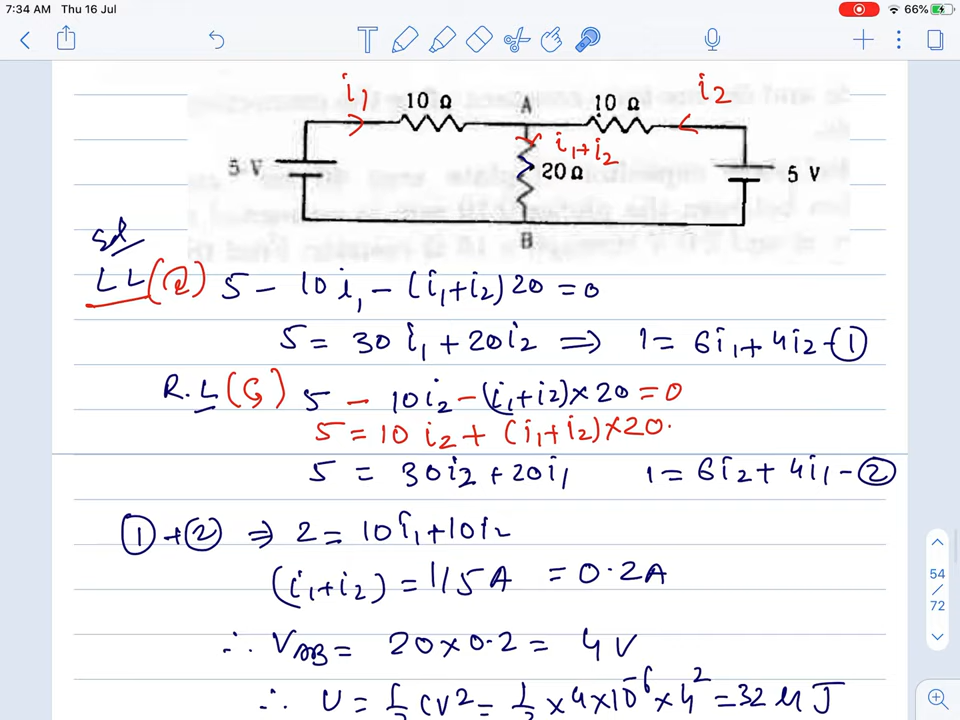 7:34 AM Thu 16 Jul 66%
i1 10 Ω A 10 Ω i2
i1+i2
5 V 20 Ω 5 V
B
Sol
LL(2) 5 - 10i1 - (i1+i2)20 = 0
5 = 30i1 + 20i2 ⇒ 1 = 6i1 + 4i2 - ①
R.L(G) 5 - 10i2 - (i1+i2)×20 = 0
5 = 10i2 + (i1+i2)×20.
5 = 30i2 + 20i1 1 = 6i2 + 4i1 - ②
① + ② ⇒ 2 = 10i1 + 10i2
(i1+i2) = 1/5 A = 0.2A
∴ VAB = 20×0.2 = 4 V
∴ U = 1/2 CV2 = 1/2 × 4×10-6 × 42 = 32 μJ
54
/
72